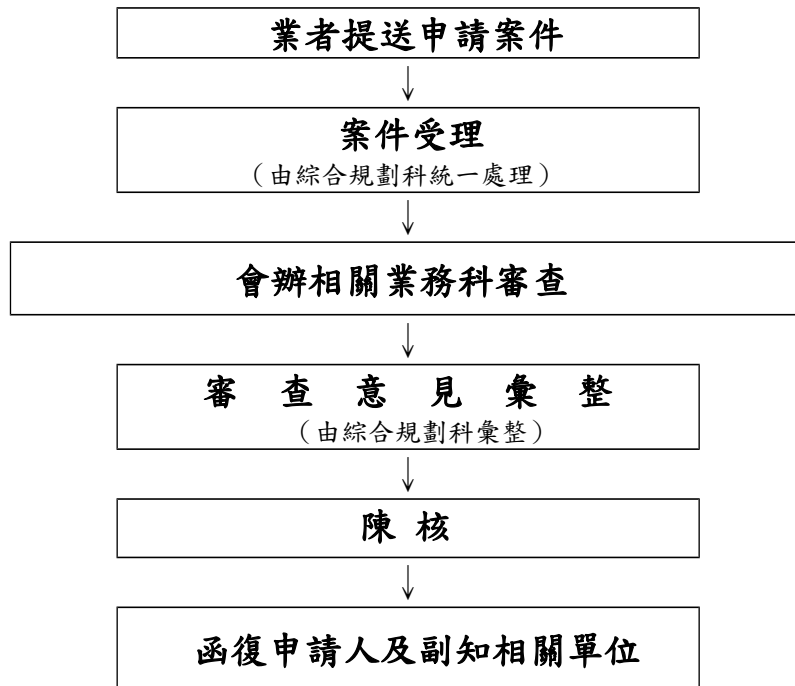 業者提送申請案件
案件受理
（由綜合規劃科統一處理）
會辦相關業務科審查
審查意見彙整
（由綜合規劃科彙整）
陳核
函復申請人及副知相關單位